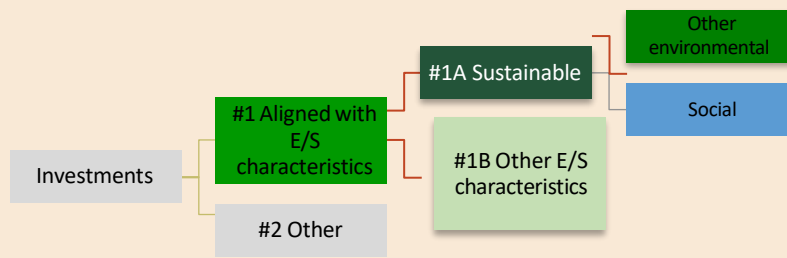 Other
environmental
#1A Sustainable
Social
#1 Aligned with
E/S
characteristics
#1B Other E/S
characteristics
Investments
#2 Other